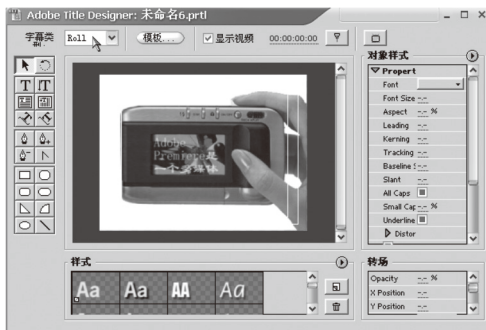 Adobe Title Designer: 未命名6.prtl
字幕类 Roll 模板... 显示视频 00:00:00:00
对象样式
Propert
Font
Font Size -.-
Aspect -.- %
Leading -.-
Kerning -.-
Tracking -.-
Baseline S -.-
Slant -.-
All Caps
Small Cap -.- %
Underline
Distor
Adobe
Premiere是
一个多媒体
样式
Aa Aa AA Aa
转场
Opacity -.- %
X Position -.-
Y Position -.-